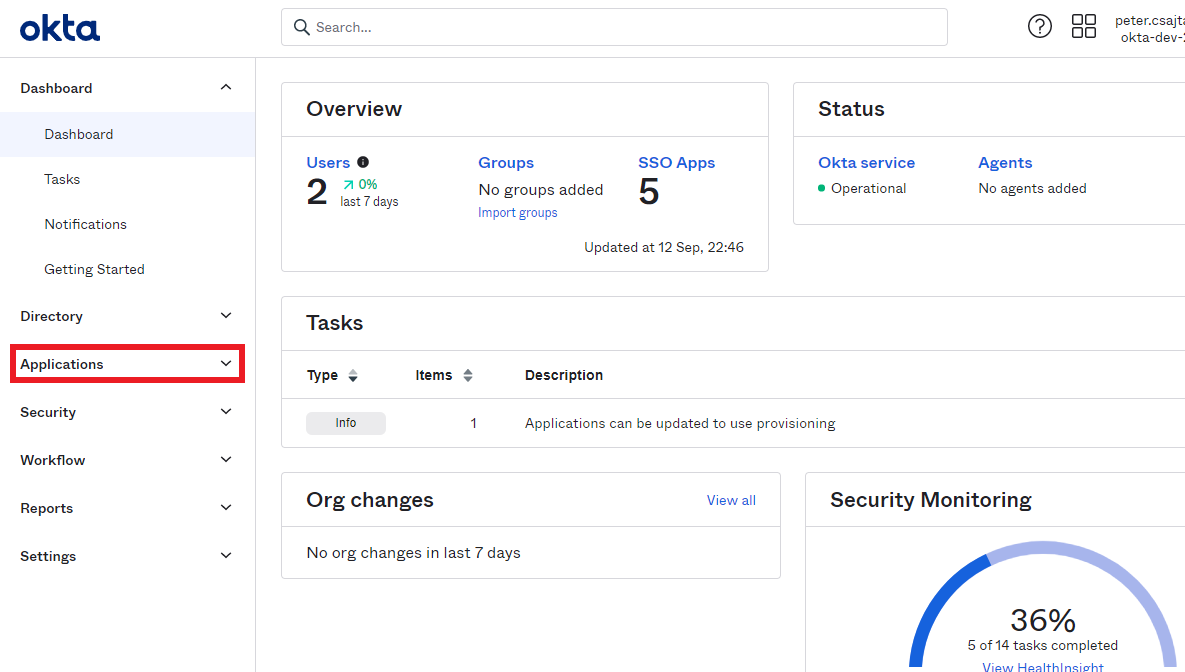 okta
Search...
peter.csajta
okta-dev-2
Dashboard
Dashboard
Tasks
Notifications
Getting Started
Directory
Applications
Security
Workflow
Reports
Settings
Overview
Users
2
0%
last 7 days
Groups
No groups added
Import groups
SSO Apps
5
Updated at 12 Sep, 22:46
Status
Okta service
Operational
Agents
No agents added
Tasks
Type Items Description
Info 1 Applications can be updated to use provisioning
Org changes
View all
No org changes in last 7 days
Security Monitoring
36%
5 of 14 tasks completed
View HealthInsight